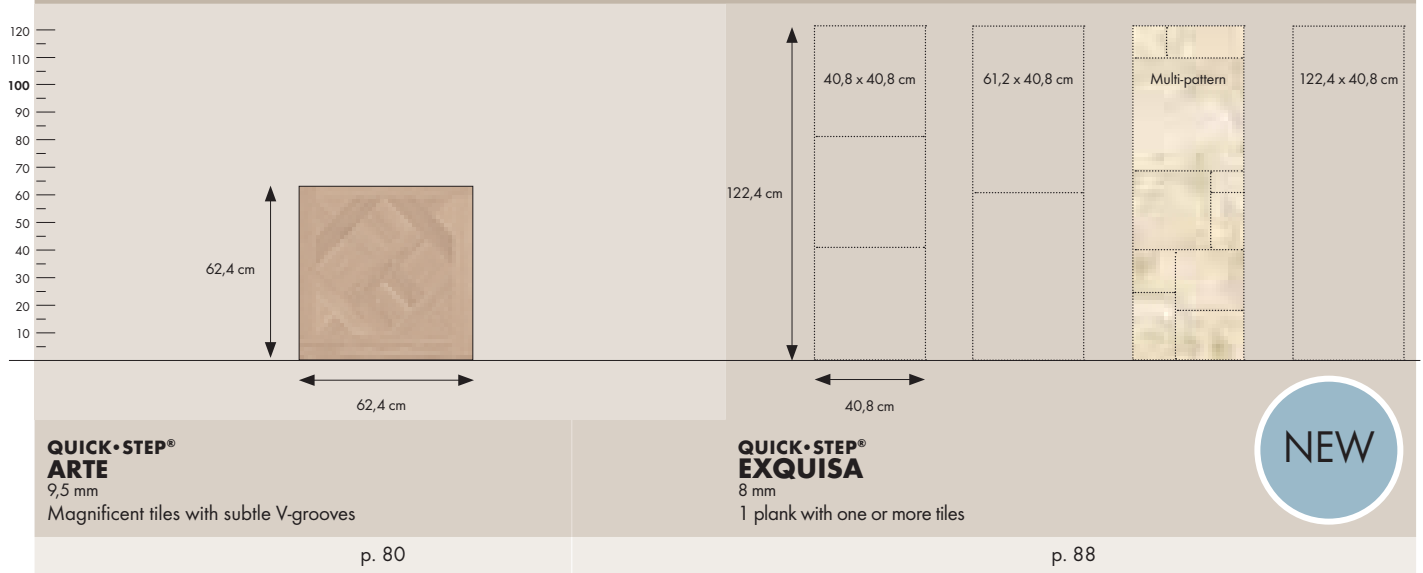 120
110
100
90
80
70
60
50
40
30
20
10
62,4 cm
62,4 cm
40,8 x 40,8 cm
61,2 x 40,8 cm
Multi-pattern
122,4 x 40,8 cm
122,4 cm
40,8 cm
QUICK•STEP®
ARTE
9,5 mm
Magnificent tiles with subtle V-grooves
p. 80
QUICK•STEP®
EXQUISA
8 mm
1 plank with one or more tiles
NEW
p. 88